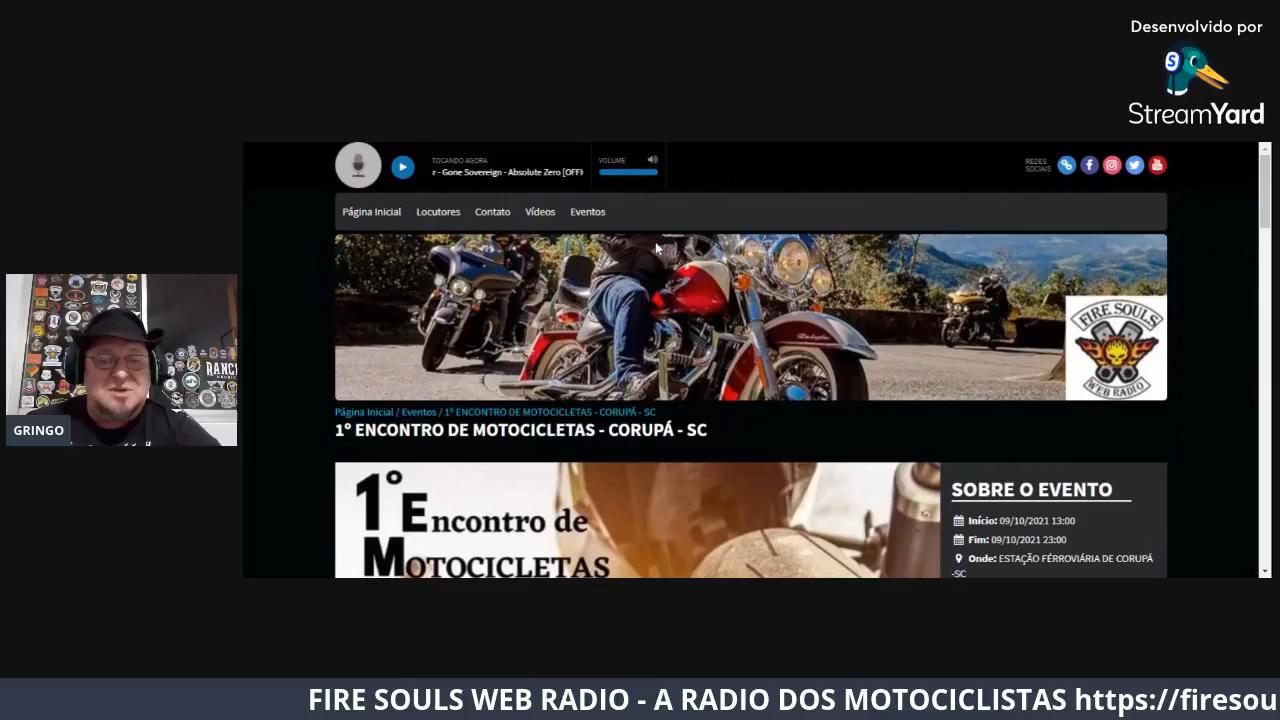 Desenvolvido por
StreamYard
TOCANDO AGORA
r - Gone Sovereign - Absolute Zero [OFFI
VOLUME
REDES
SOCIAIS
Página Inicial
Locutores
Contato
Vídeos
Eventos
FIRE SOULS
WEB RADIO
Página Inicial / Eventos / 1º ENCONTRO DE MOTOCICLETAS - CORUPÁ - SC
1º ENCONTRO DE MOTOCICLETAS - CORUPÁ - SC
1º Encontro de
MOTOCICLETAS
SOBRE O EVENTO
Início: 09/10/2021 13:00
Fim: 09/10/2021 23:00
Onde: ESTAÇÃO FÉRROVIÁRIA DE CORUPÁ
-SC
GRINGO
FIRE SOULS WEB RADIO - A RADIO DOS MOTOCICLISTAS https://firesou